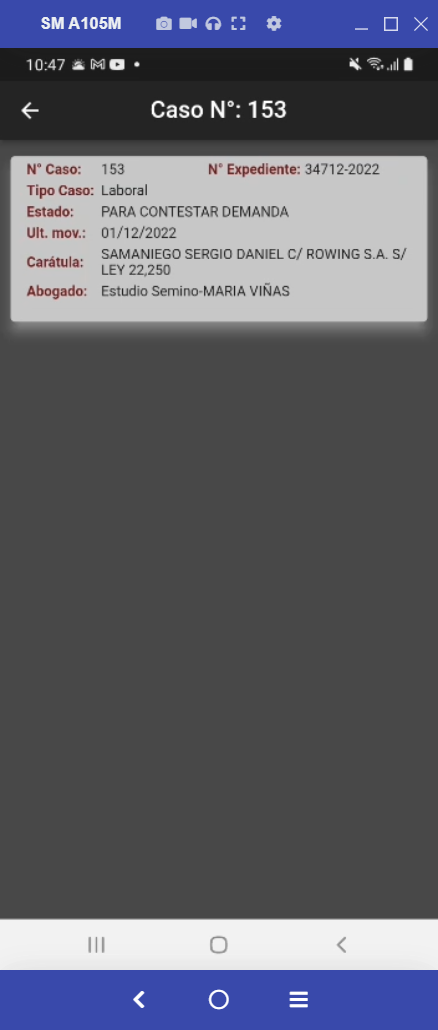 SM A105M
10:47
Caso N°: 153
N° Caso: 153 N° Expediente: 34712-2022
Tipo Caso: Laboral
Estado: PARA CONTESTAR DEMANDA
Ult. mov.: 01/12/2022
Carátula: SAMANIEGO SERGIO DANIEL C/ ROWING S.A. S/
LEY 22,250
Abogado: Estudio Semino-MARIA VIÑAS